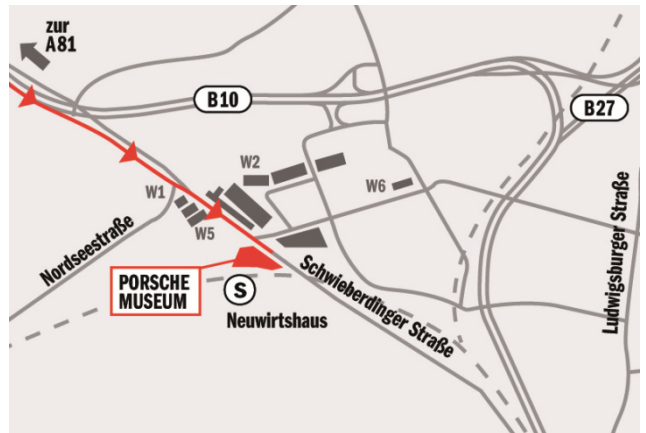 zur
A81
B10
B27
W2
W6
W1
W5
Nordseestraße
Ludwigsburger Straße
PORSCHE
MUSEUM
S
Neuwirtshaus
Schwieberdinger Straße